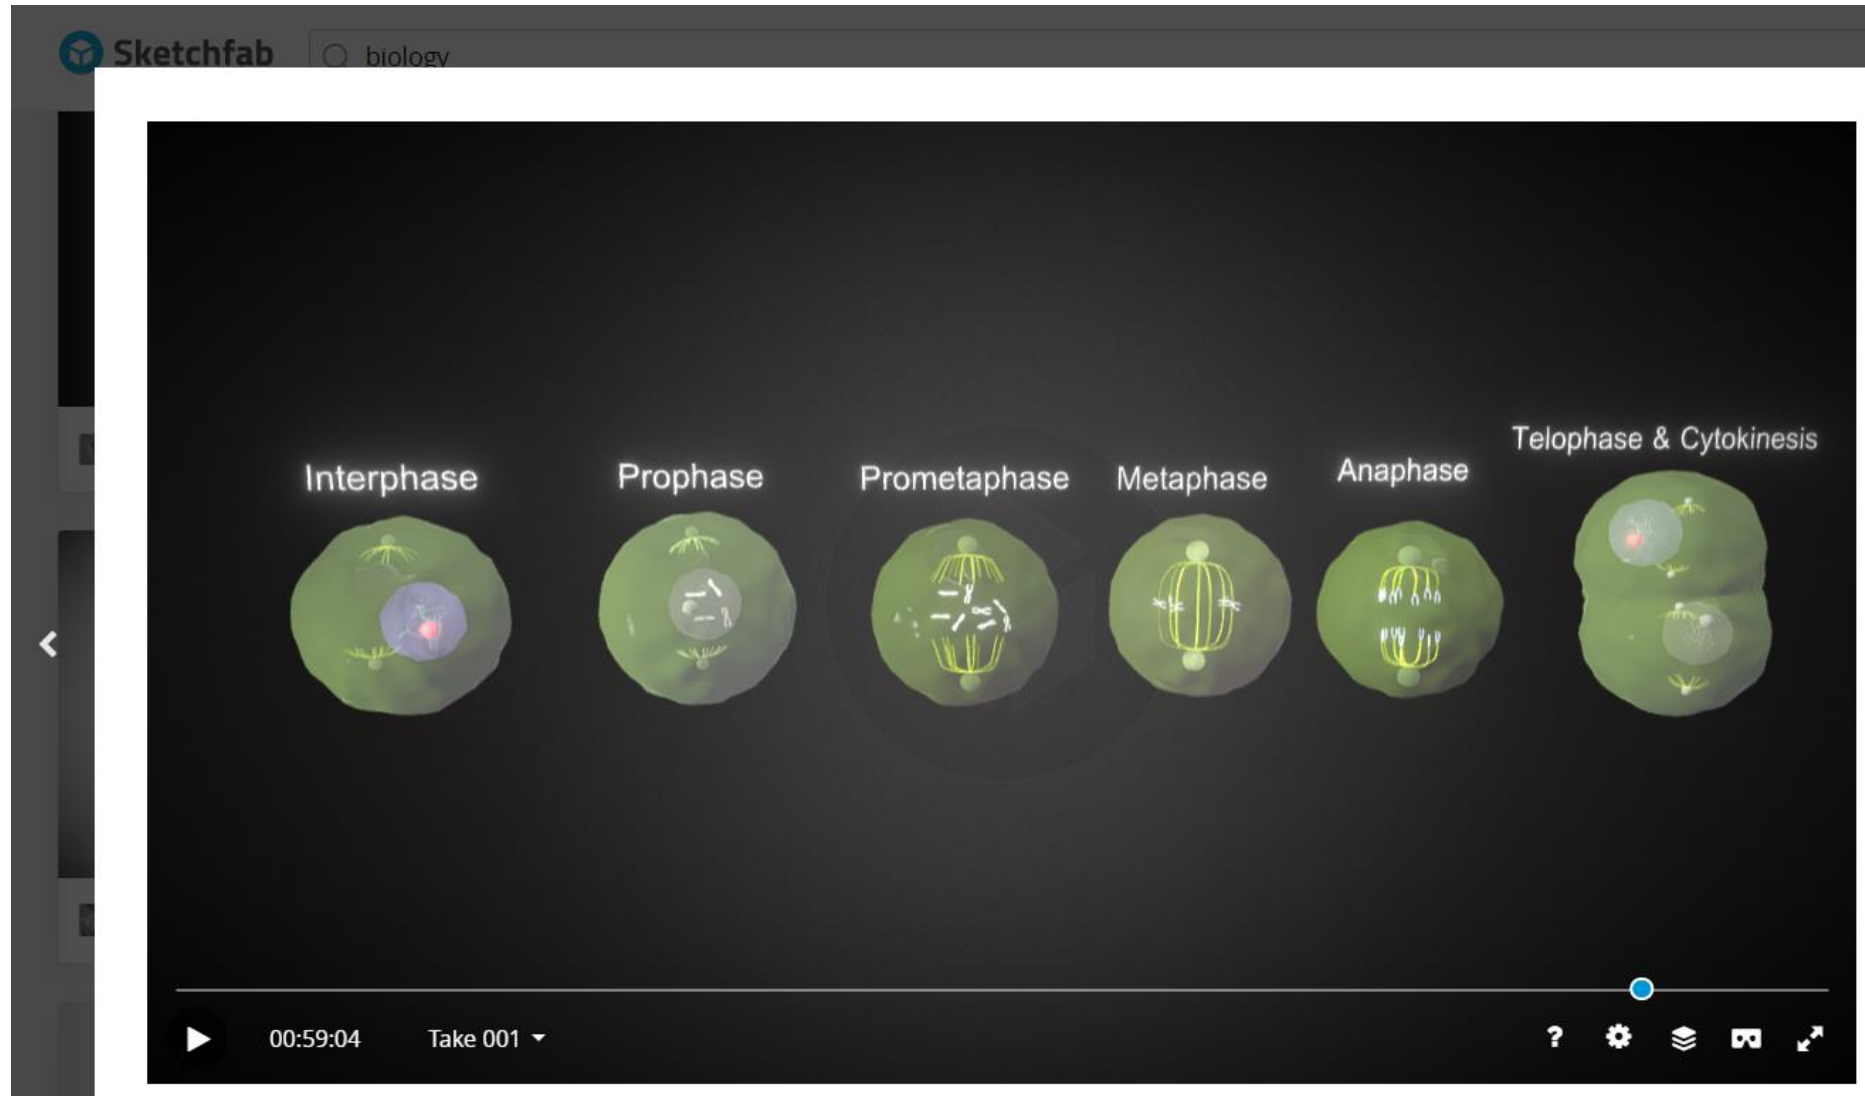 Sketchfab
biology
Interphase
Prophase
Prometaphase
Metaphase
Anaphase
Telophase & Cytokinesis
00:59:04
Take 001
?